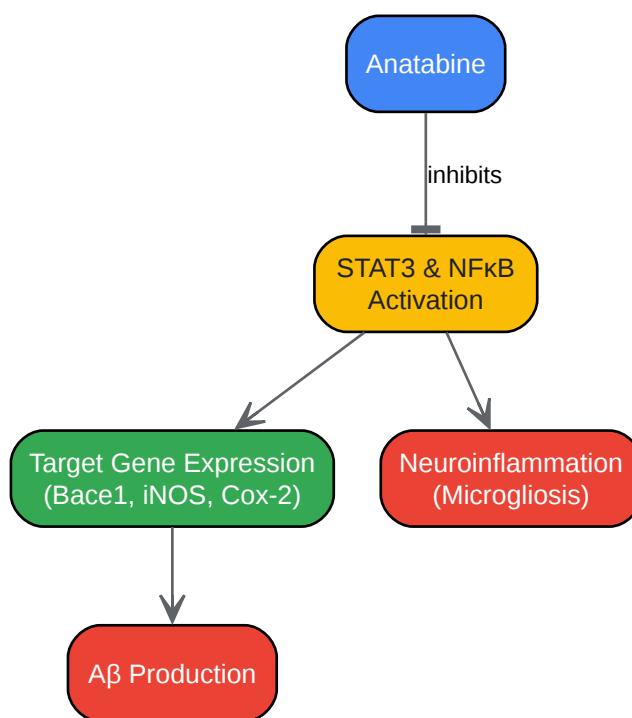 Anatabine
inhibits
STAT3 & NFκB
Activation
Target Gene Expression
(Bace1, iNOS, Cox-2)
Neuroinflammation
(Microgliosis)
Aβ Production